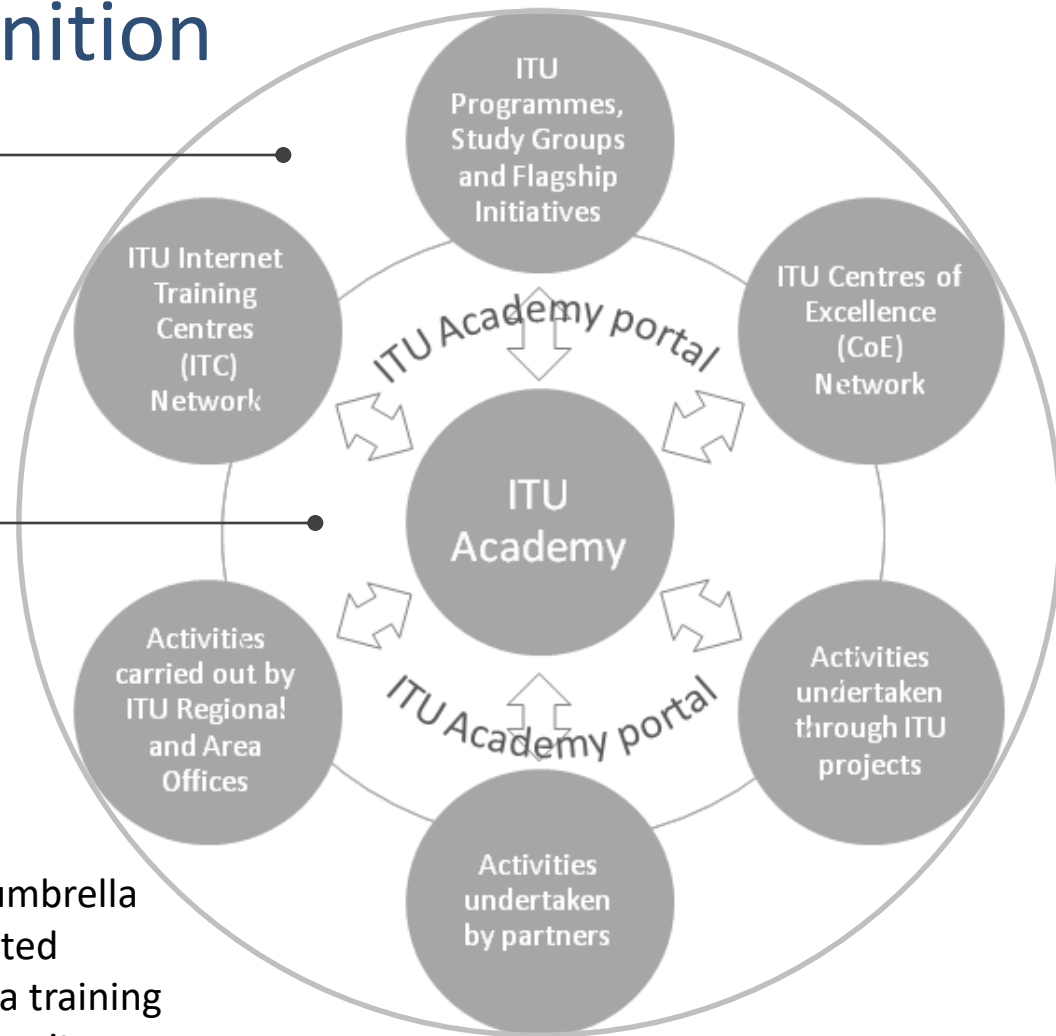 nition
ITU
Programmes,
Study Groups
and Flagship
Initiatives
ITU Internet
Training
Centres
(ITC)
Network
ITU Centres of
Excellence
(CoE)
Network
ITU Academy portal
ITU
Academy
ITU Academy portal
Activities
carried out by
ITU Regional
and Area
Offices
Activities
undertaken
through ITU
projects
Activities
undertaken
by partners
umbrella
ted
a training